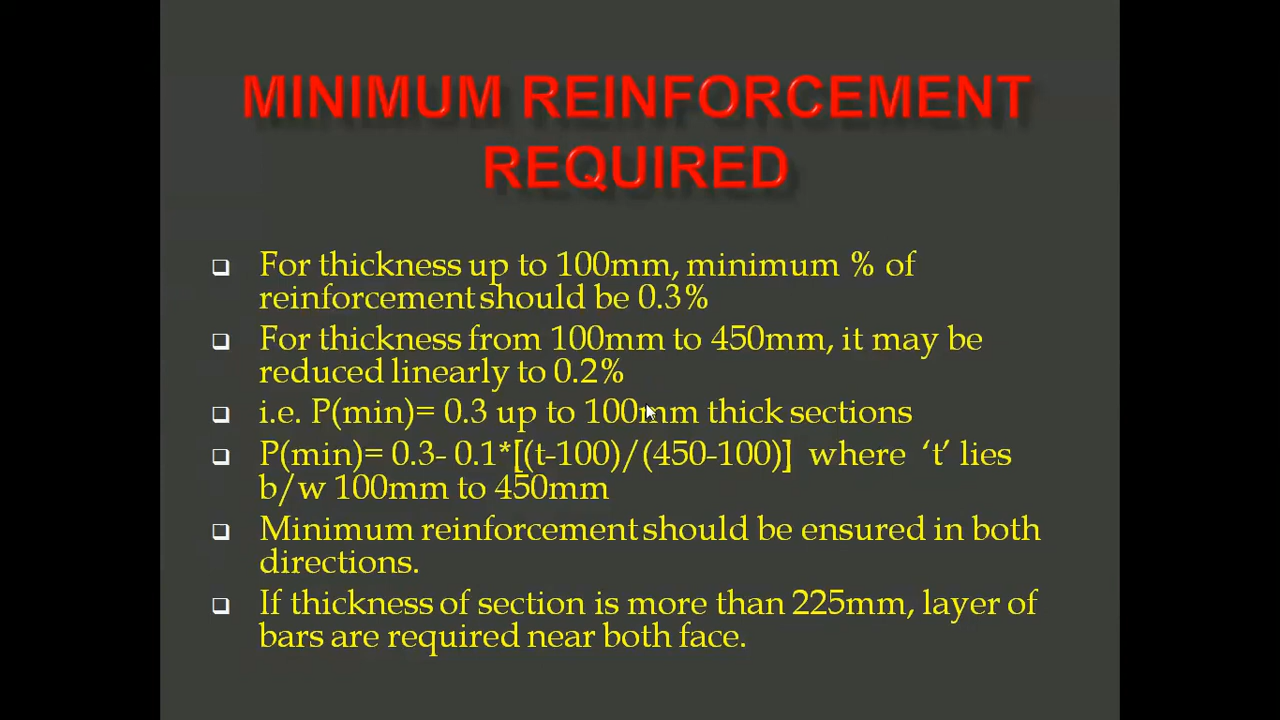 MINIMUM REINFORCEMENT
REQUIRED
For thickness up to 100mm, minimum % of
reinforcement should be 0.3%
For thickness from 100mm to 450mm, it may be
reduced linearly to 0.2%
i.e. P(min)= 0.3 up to 100mm thick sections
P(min)= 0.3- 0.1*[(t-100)/(450-100)] where ‘t’ lies
b/w 100mm to 450mm
Minimum reinforcement should be ensured in both
directions.
If thickness of section is more than 225mm, layer of
bars are required near both face.